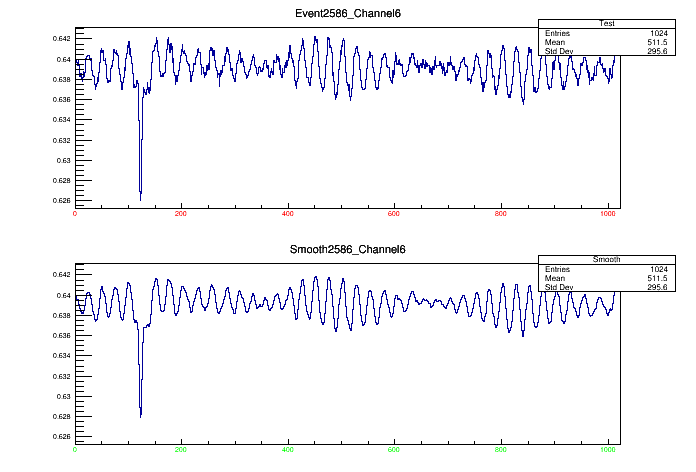 Event2586_Channel6
Test
Entries 1024
Mean 511.5
Std Dev 295.6
0.642
0.64
0.638
0.636
0.634
0.632
0.63
0.628
0.626
0 200 400 600 800 1000
Smooth2586_Channel6
Smooth
Entries 1024
Mean 511.5
Std Dev 295.6
0.642
0.64
0.638
0.636
0.634
0.632
0.63
0.628
0.626
0 200 400 600 800 1000